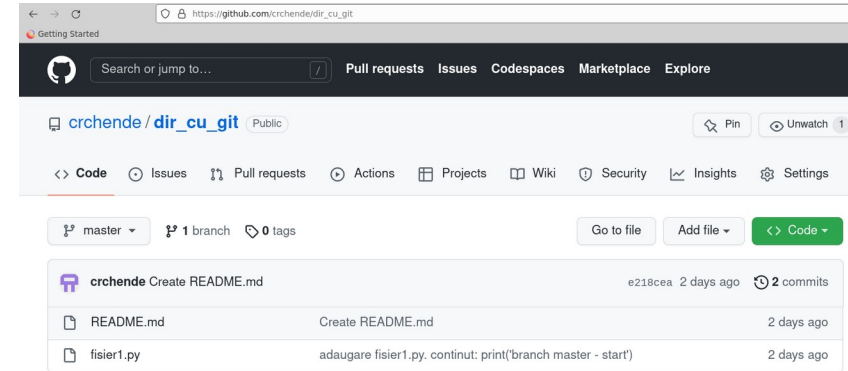 https://github.com/crchende/dir_cu_git
Getting Started
Search or jump to... / Pull requests Issues Codespaces Marketplace Explore
crchende / dir_cu_git Public Pin Unwatch 1
<> Code Issues Pull requests Actions Projects Wiki Security Insights Settings
master 1 branch 0 tags Go to file Add file <> Code
crchende Create README.md e218cea 2 days ago 2 commits
README.md Create README.md 2 days ago
fisier1.py adaugare fisier1.py. continut: print('branch master - start') 2 days ago